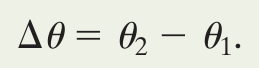 Δθ = θ₂ − θ₁.